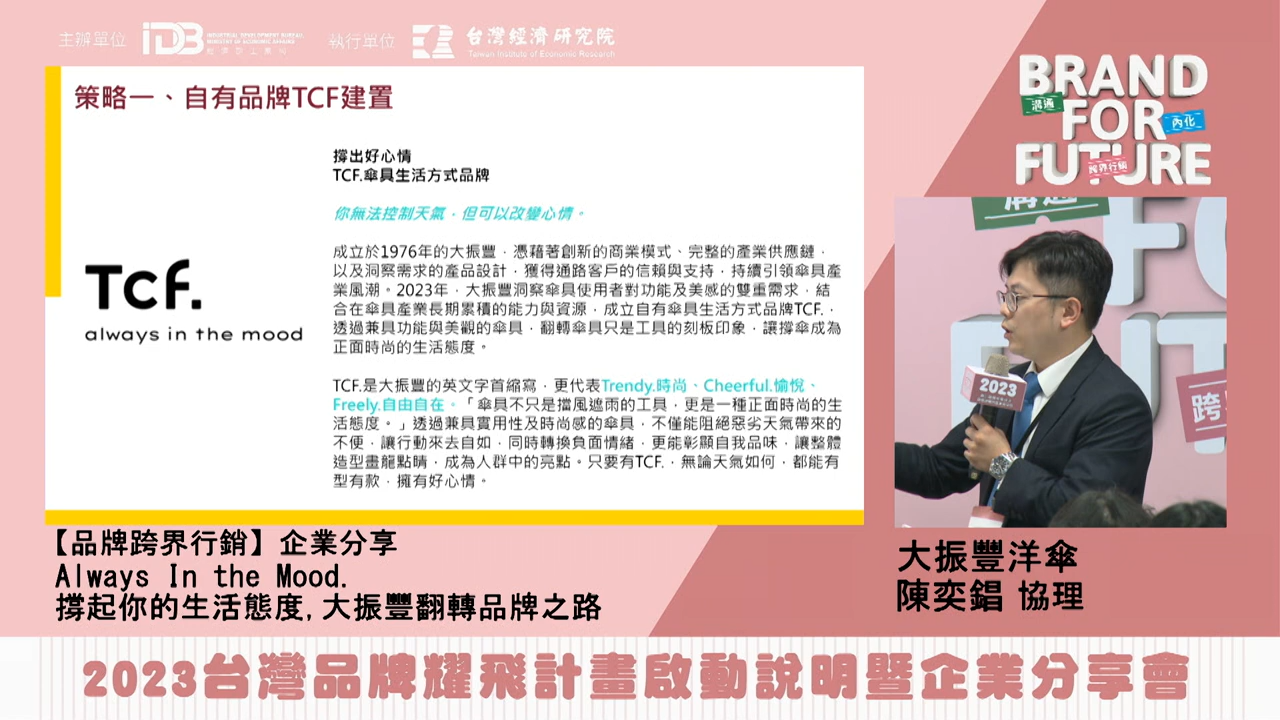 主辦單位
IDB
INDUSTRIAL DEVELOPMENT BUREAU,
MINISTRY OF ECONOMIC AFFAIRS
經濟部工業局
執行單位
台灣經濟研究院
Taiwan Institute of Economic Research
策略一、自有品牌TCF建置
撐出好心情
TCF.傘具生活方式品牌
你無法控制天氣，但可以改變心情。
成立於1976年的大振豐，憑藉著創新的商業模式、完整的產業供應鏈，
以及洞察需求的產品設計，獲得通路客戶的信賴與支持，持續引領傘具產
業風潮。2023年，大振豐洞察傘具使用者對功能及美感的雙重需求，結
合在傘具產業長期累積的能力與資源，成立自有傘具生活方式品牌TCF.，
透過兼具功能與美觀的傘具，翻轉傘具只是工具的刻板印象，讓撐傘成為
正面時尚的生活態度。
TCF.是大振豐的英文字首縮寫，更代表Trendy.時尚、Cheerful.愉悅、
Freely.自由自在。「傘具不只是擋風遮雨的工具，更是一種正面時尚的生
活態度。」透過兼具實用性及時尚感的傘具，不僅能阻絕惡劣天氣帶來的
不便，讓行動來去自如，同時轉換負面情緒，更能彰顯自我品味，讓整體
造型畫龍點睛，成為人群中的亮點。只要有TCF.，無論天氣如何，都能有
型有款，擁有好心情。
Tcf.
always in the mood
BRAND
溝通
FOR
內化
FUTURE
跨界行銷
溝通
2023
跨
【品牌跨界行銷】企業分享
Always In the Mood.
撐起你的生活態度,大振豐翻轉品牌之路
大振豐洋傘
陳奕錩 協理
2023台灣品牌耀飛計畫啟動說明暨企業分享會